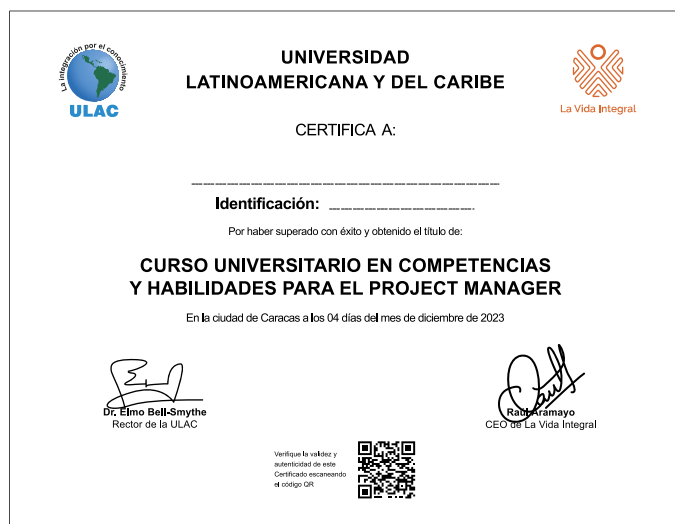 La integración por el conocimiento
ULAC
UNIVERSIDAD
LATINOAMERICANA Y DEL CARIBE
La Vida Integral
CERTIFICA A:
Identificación:
Por haber superado con éxito y obtenido el título de:
CURSO UNIVERSITARIO EN COMPETENCIAS
Y HABILIDADES PARA EL PROJECT MANAGER
En la ciudad de Caracas a los 04 días del mes de diciembre de 2023
Dr. Elmo Bell-Smythe
Rector de la ULAC
Raúl Aramayo
CEO de La Vida Integral
Verifique la validez y
autenticidad de este
Certificado escaneando
el código QR